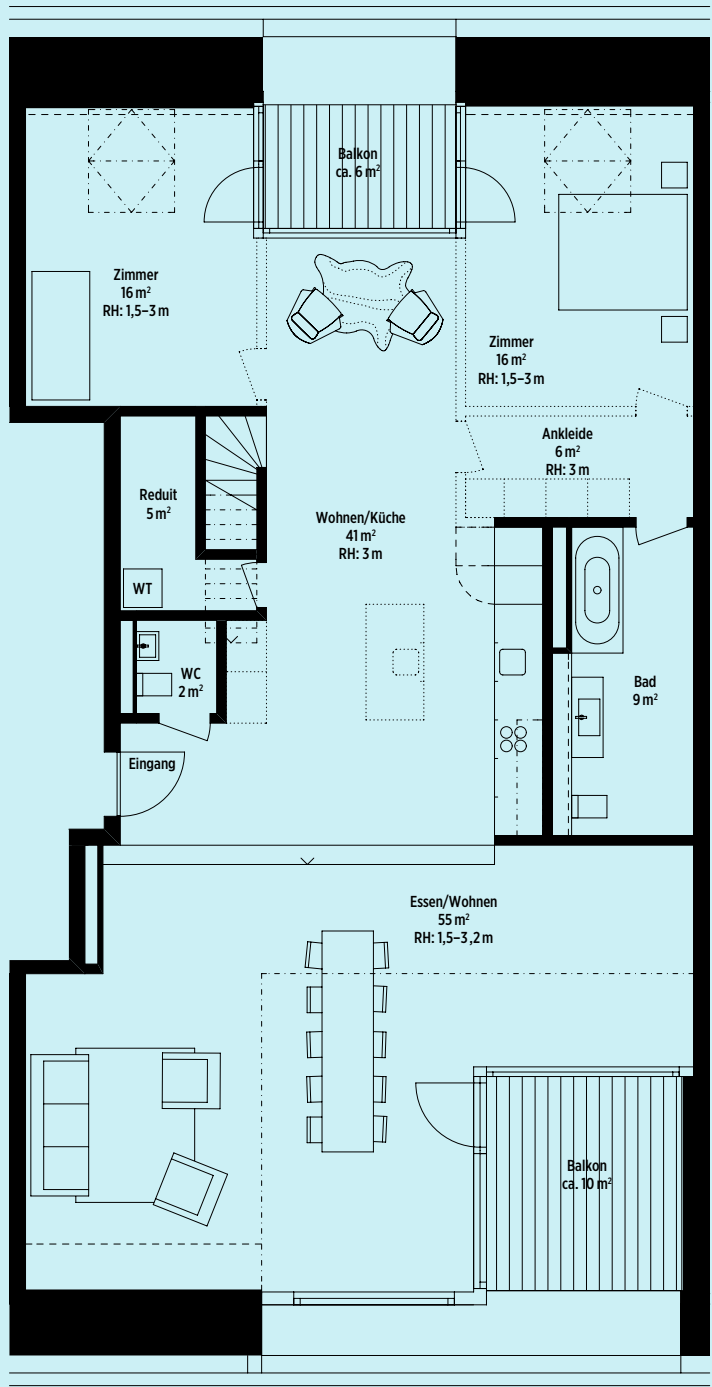 Balkon
ca. 6 m²
Zimmer
16 m²
RH: 1,5–3 m
Zimmer
16 m²
RH: 1,5–3 m
Ankleide
6 m²
RH: 3 m
Reduit
5 m²
Wohnen/Küche
41 m²
RH: 3 m
WT
WC
2 m²
Bad
9 m²
Eingang
Essen/Wohnen
55 m²
RH: 1,5–3,2 m
Balkon
ca. 10 m²